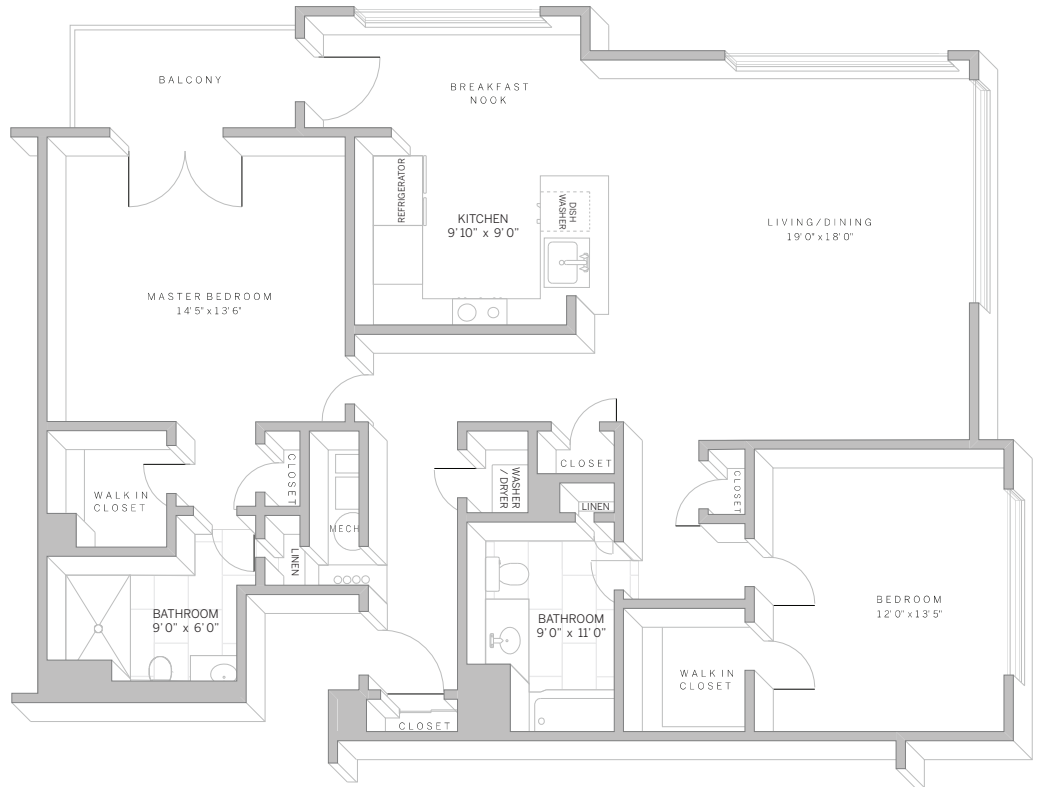 BALCONY
BREAKFAST
NOOK
REFRIGERATOR
KITCHEN
9'10" x 9'0"
DISH
WASHER
LIVING/DINING
19'0" x 18'0"
MASTER BEDROOM
14'5" x 13'6"
WALK IN
CLOSET
CLOSET
MECH
WASHER
/ DRYER
CLOSET
LINEN
CLOSET
LINEN
BATHROOM
9'0" x 6'0"
BATHROOM
9'0" x 11'0"
BEDROOM
12'0" x 13'5"
WALK IN
CLOSET
CLOSET